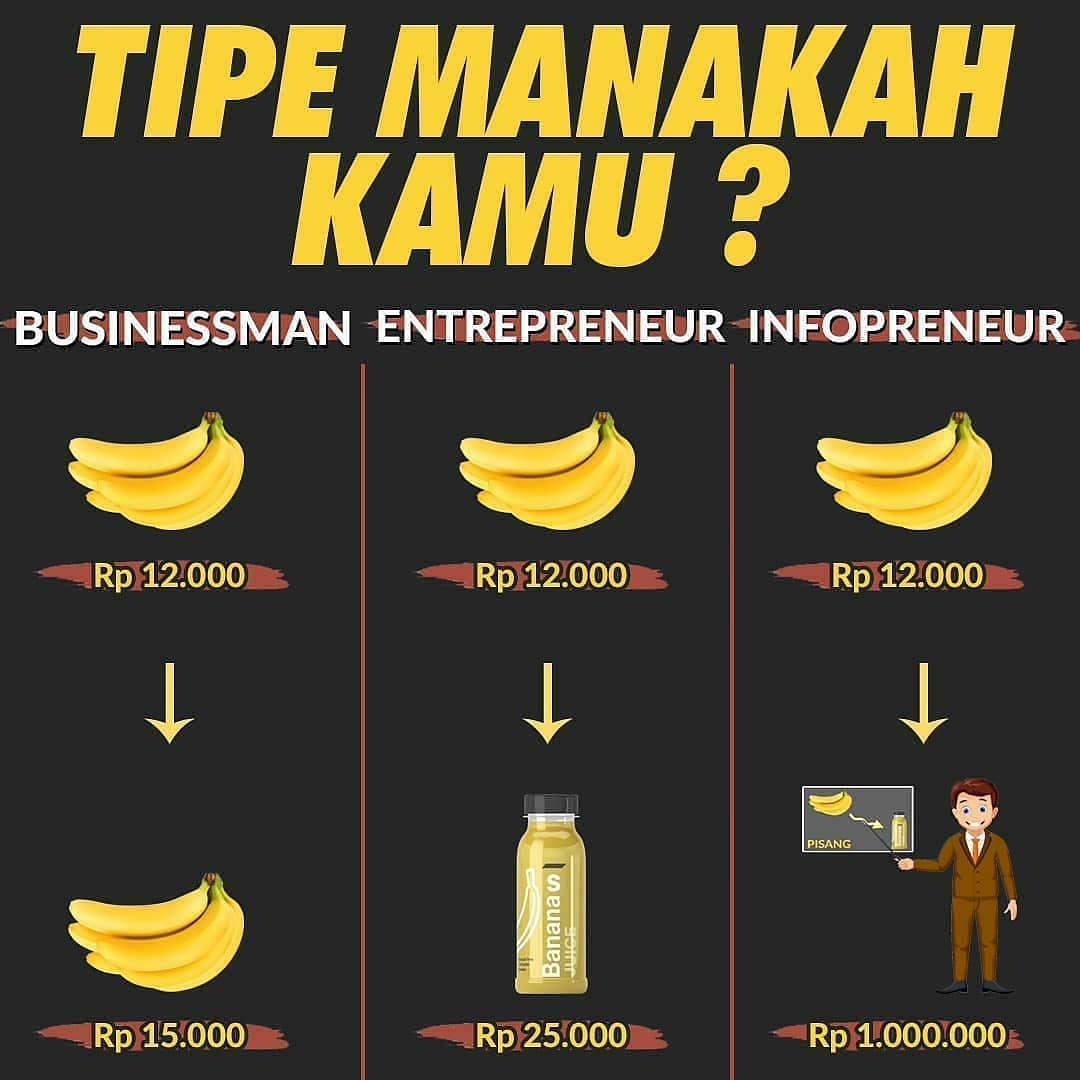 TIPE MANAKAH
KAMU ?
BUSINESSMAN
ENTREPRENEUR
INFOPRENEUR
Rp 12.000
Rp 12.000
Rp 12.000
PISANG
Bananas
JUICE
Rp 15.000
Rp 25.000
Rp 1.000.000